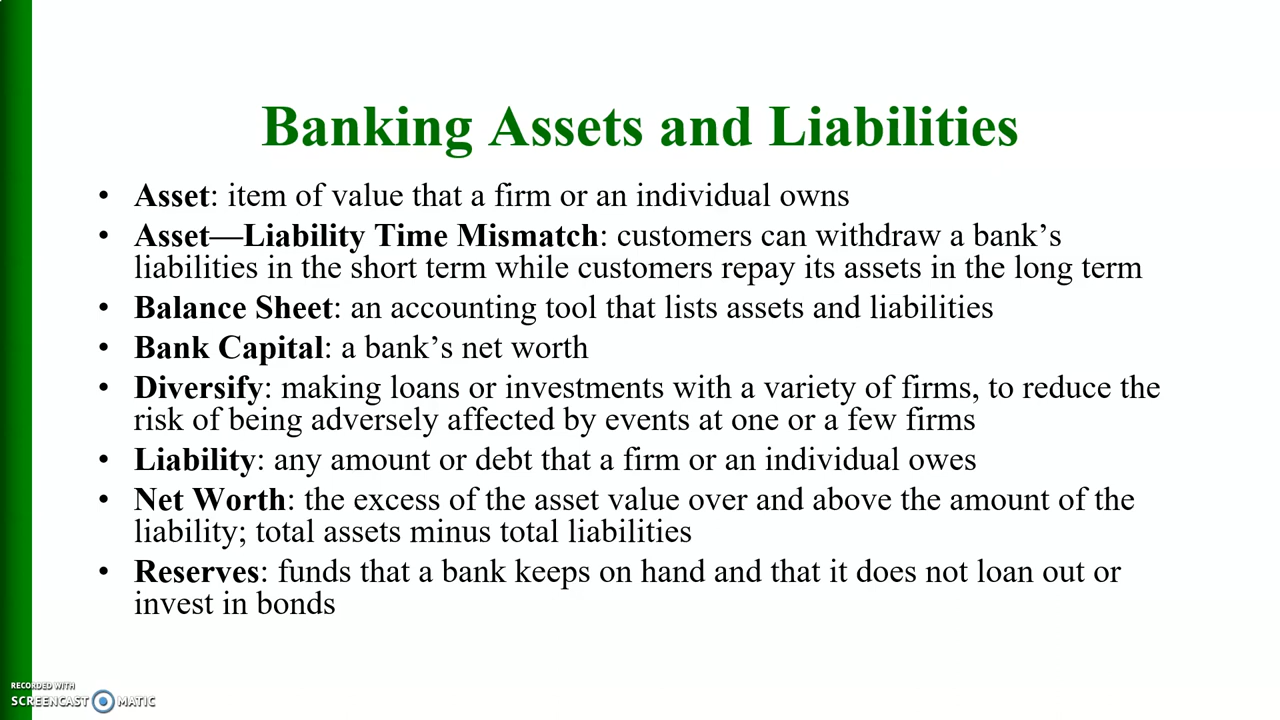 Banking Assets and Liabilities
• Asset: item of value that a firm or an individual owns
• Asset—Liability Time Mismatch: customers can withdraw a bank’s
liabilities in the short term while customers repay its assets in the long term
• Balance Sheet: an accounting tool that lists assets and liabilities
• Bank Capital: a bank’s net worth
• Diversify: making loans or investments with a variety of firms, to reduce the
risk of being adversely affected by events at one or a few firms
• Liability: any amount or debt that a firm or an individual owes
• Net Worth: the excess of the asset value over and above the amount of the
liability; total assets minus total liabilities
• Reserves: funds that a bank keeps on hand and that it does not loan out or
invest in bonds
RECORDED WITH
SCREENCAST MATIC